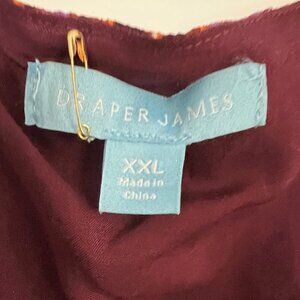 DRAPER JAMES
XXL
Made in
China